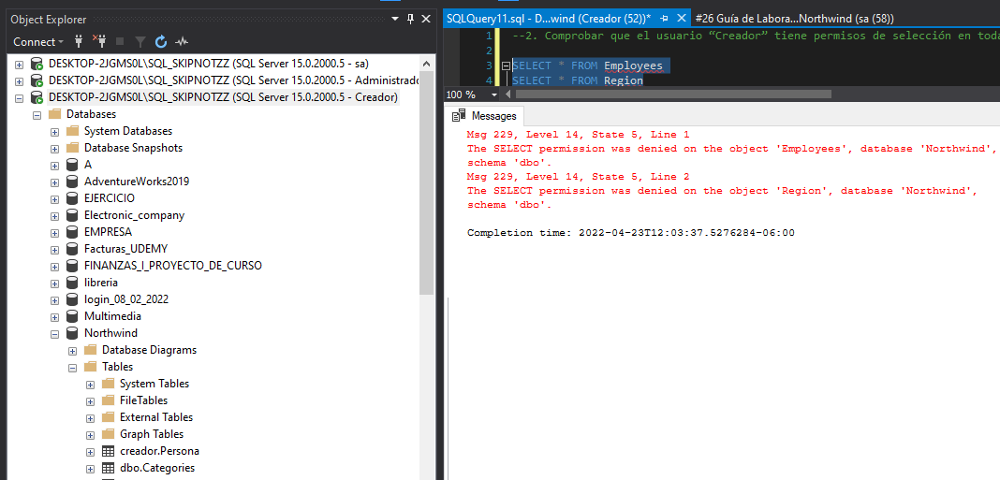 Object Explorer
Connect
DESKTOP-2JGMS0L\SQL_SKIPNOTZZ (SQL Server 15.0.2000.5 - sa)
DESKTOP-2JGMS0L\SQL_SKIPNOTZZ (SQL Server 15.0.2000.5 - Administrado
DESKTOP-2JGMS0L\SQL_SKIPNOTZZ (SQL Server 15.0.2000.5 - Creador)
Databases
System Databases
Database Snapshots
A
AdventureWorks2019
EJERCICIO
Electronic_company
EMPRESA
Facturas_UDEMY
FINANZAS_I_PROYECTO_DE_CURSO
libreria
login_08_02_2022
Multimedia
Northwind
Database Diagrams
Tables
System Tables
FileTables
External Tables
Graph Tables
creador.Persona
dbo.Categories
SQLQuery11.sql - D...wind (Creador (52))*
#26 Guía de Labora...Northwind (sa (58))
1 --2. Comprobar que el usuario “Creador” tiene permisos de selección en toda
2
3 SELECT * FROM Employees
4 SELECT * FROM Region
100 %
Messages
Msg 229, Level 14, State 5, Line 1
The SELECT permission was denied on the object 'Employees', database 'Northwind',
schema 'dbo'.
Msg 229, Level 14, State 5, Line 2
The SELECT permission was denied on the object 'Region', database 'Northwind',
schema 'dbo'.
Completion time: 2022-04-23T12:03:37.5276284-06:00